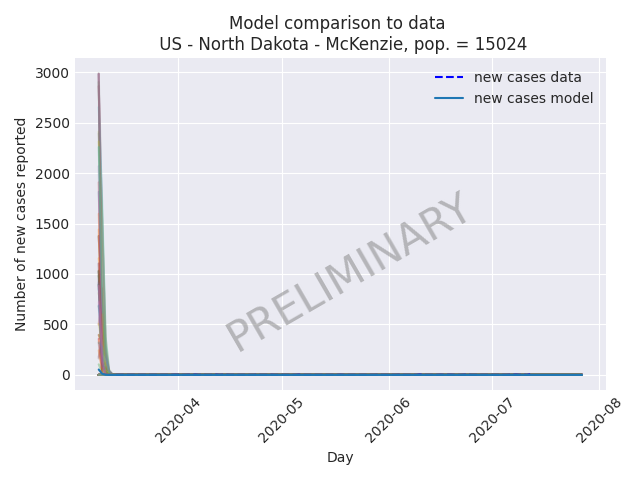 Model comparison to data
US - North Dakota - McKenzie, pop. = 15024
new cases data
new cases model
Number of new cases reported
3000
2500
2000
1500
1000
500
0
PRELIMINARY
2020-04
2020-05
2020-06
2020-07
2020-08
Day